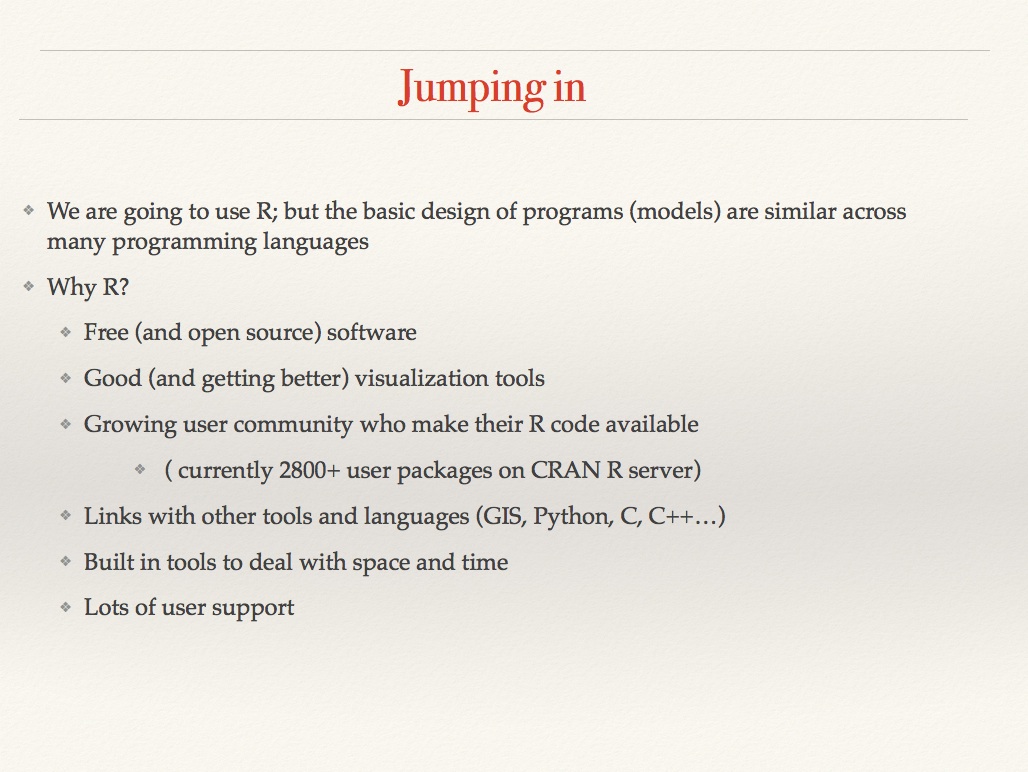 Jumping in
We are going to use R; but the basic design of programs (models) are similar across
many programming languages
Why R?
Free (and open source) software
Good (and getting better) visualization tools
Growing user community who make their R code available
( currently 2800+ user packages on CRAN R server)
Links with other tools and languages (GIS, Python, C, C++…)
Built in tools to deal with space and time
Lots of user support